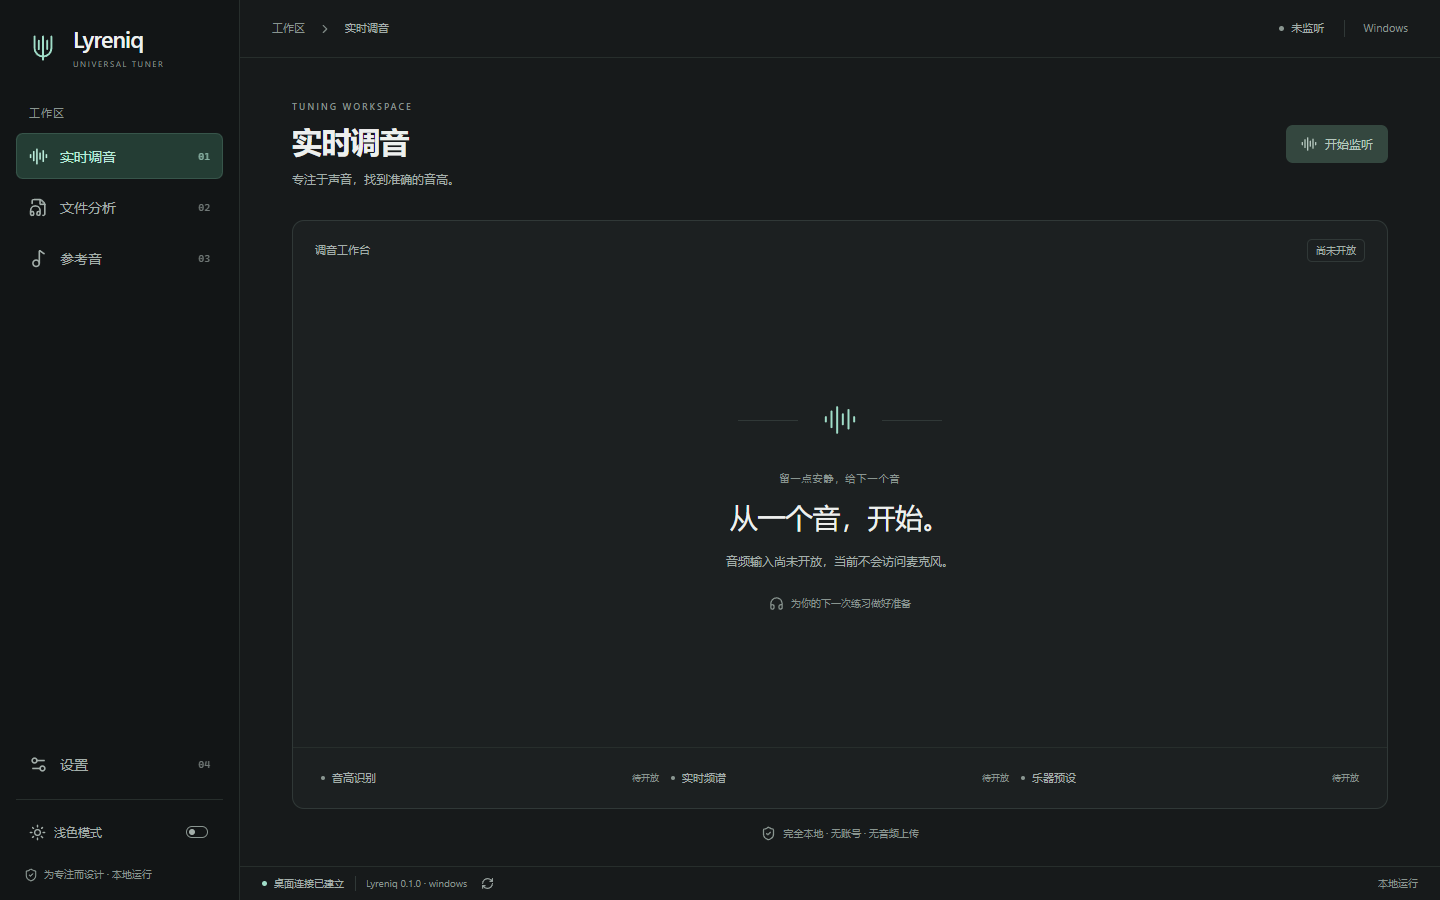 Lyreniq
UNIVERSAL TUNER
工作区
实时调音 01
文件分析 02
参考音 03
设置 04
浅色模式
为专注而设计 · 本地运行
工作区 > 实时调音
未监听 Windows
TUNING WORKSPACE
实时调音
专注于声音，找到准确的音高。
开始监听
调音工作台
尚未开放
留一点安静，给下一个音
从一个音，开始。
音频输入尚未开放，当前不会访问麦克风。
为你的下一次练习做好准备
音高识别 待开放
实时频谱 待开放
乐器预设 待开放
完全本地 · 无账号 · 无音频上传
桌面连接已建立 Lyreniq 0.1.0 · windows
本地运行